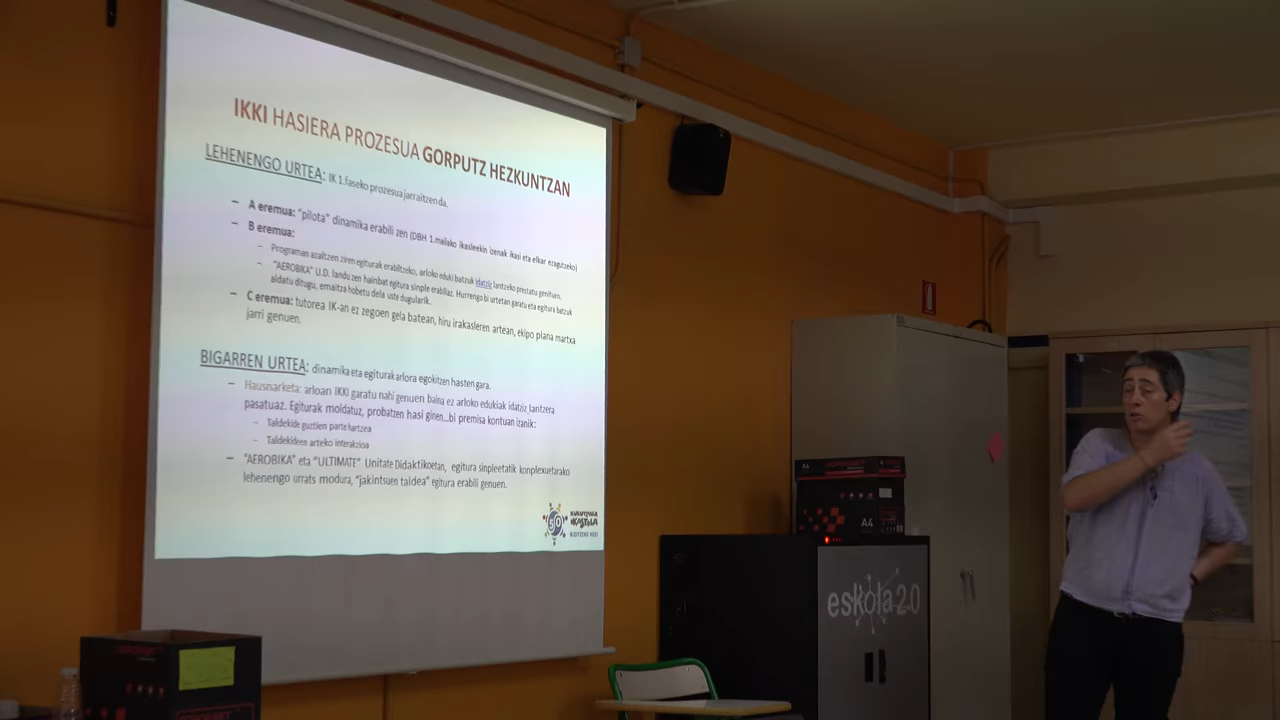 IKKI HASIERA PROZESUA GORPUTZ HEZKUNTZAN
LEHENENGO URTEA: IK 1.faseko prozesua jarraitzen da.
– A eremua: "pilota" dinamika erabili zen (DBH 1.mailako ikasleekin izenak ikasi eta elkar ezagutzeko)
– B eremua:
– Programan azaltzen ziren egiturak erabiltzeko, arloko eduki batzuk idatziz lantzeko prestatu genituen.
– "AEROBIKA" U.D. landu zen hainbat egitura sinple erabiliaz. Hurrengo bi urtetan garatu eta egitura batzuk
aldatu ditugu, emaitza hobetu dela uste dugularik.
– C eremua: tutorea IK-an ez zegoen gela batean, hiru irakasleren artean, ekipo plana martxa
jarri genuen.
BIGARREN URTEA: dinamika eta egiturak arlora egokitzen hasten gara.
– Hausnarketa: arloan IKKI garatu nahi genuen baina ez arloko edukiak idatziz lantzera
pasatuaz. Egiturak moldatuz, probatzen hasi ginen...bi premisa kontuan izanik:
– Taldekide guztien parte hartzea
– Taldekideen arteko interakzioa
– "AEROBIKA" eta "ULTIMATE" Unitate Didaktikoetan, egitura sinpleetatik konplexuetarako
lehenengo urrats modura, "jakintsuen taldea" egitura erabili genuen.
50
IKASTOLA
A4
eskola 2.0